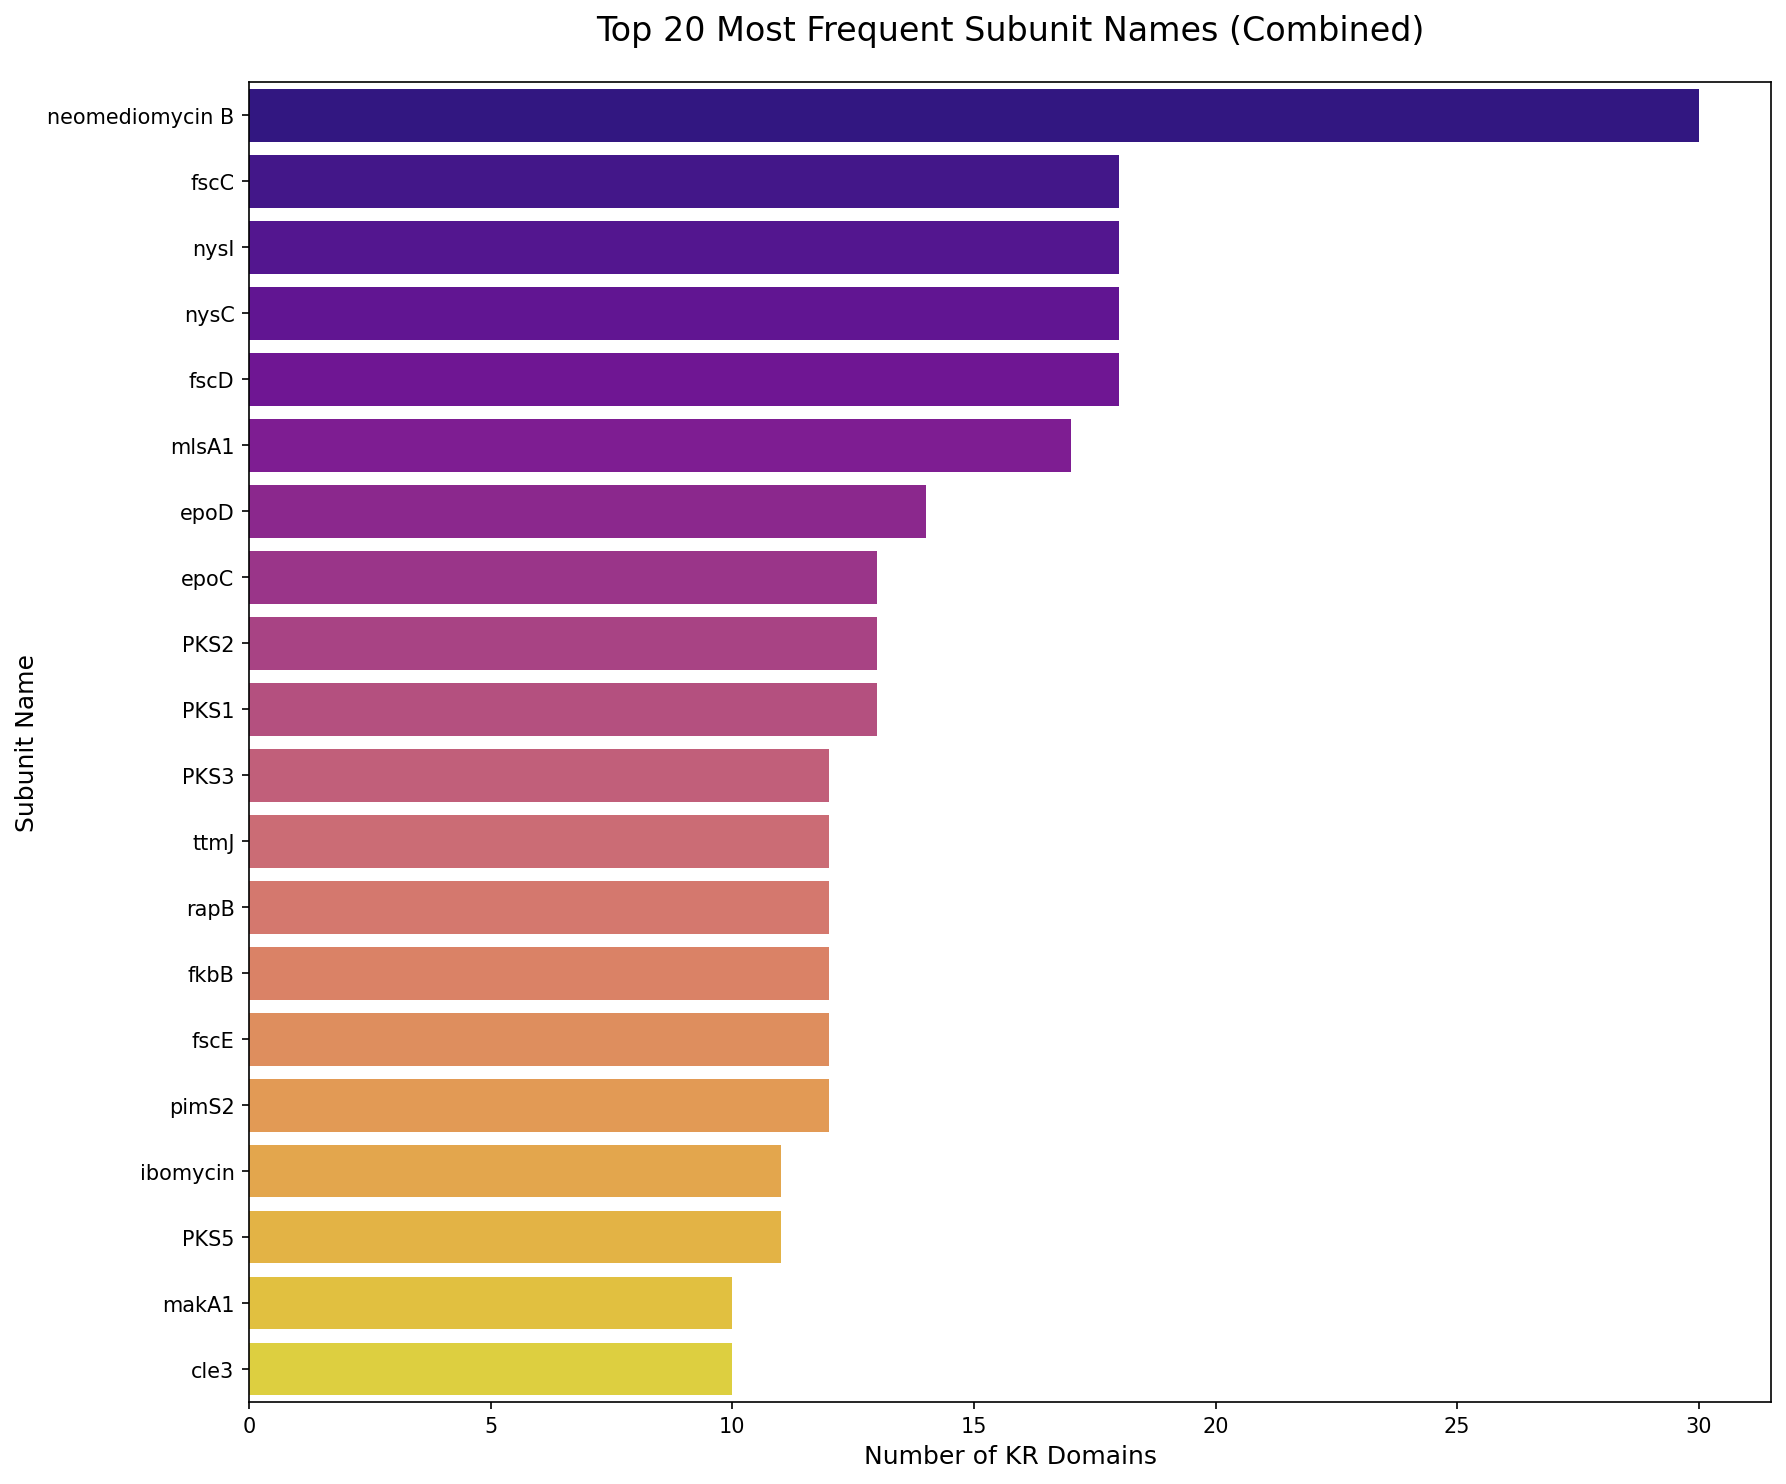 Top 20 Most Frequent Subunit Names (Combined)
neomediomycin B
fscC
nysI
nysC
fscD
mlsA1
epoD
epoC
PKS2
PKS1
PKS3
ttmJ
rapB
fkbB
fscE
pimS2
ibomycin
PKS5
makA1
cle3
Subunit Name
0 5 10 15 20 25 30
Number of KR Domains